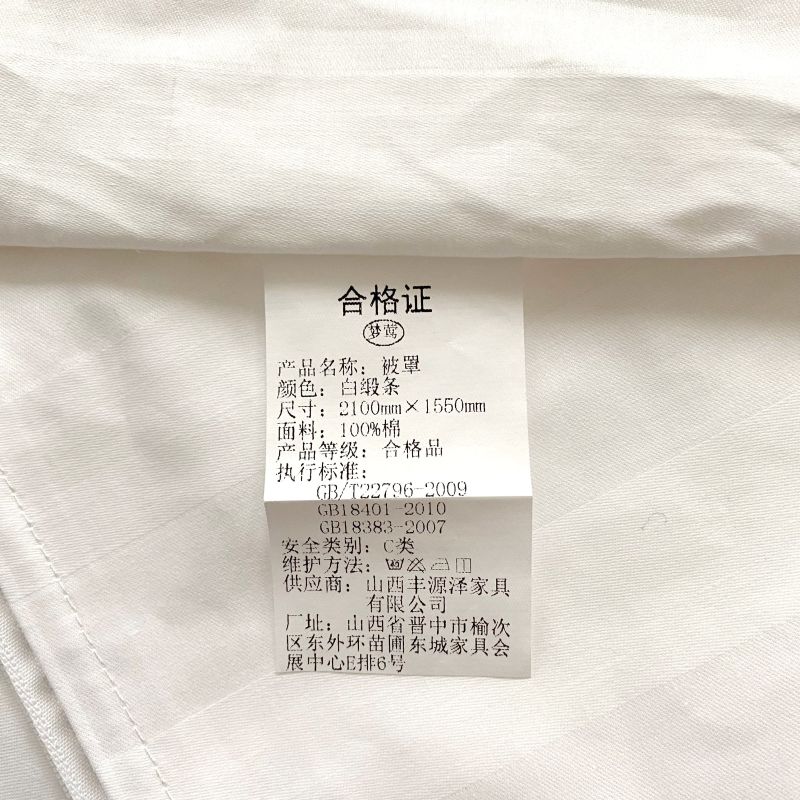 合格证
梦莺
产品名称：被罩
颜色：白缎条
尺寸：2100mm×1550mm
面料：100%棉
产品等级：合格品
执行标准：
GB/T22796-2009
GB18401-2010
GB18383-2007
安全类别：C类
维护方法：
供应商：山西丰源泽家具
有限公司
厂址：山西省晋中市榆次
区东外环苗圃东城家具会
展中心E排6号